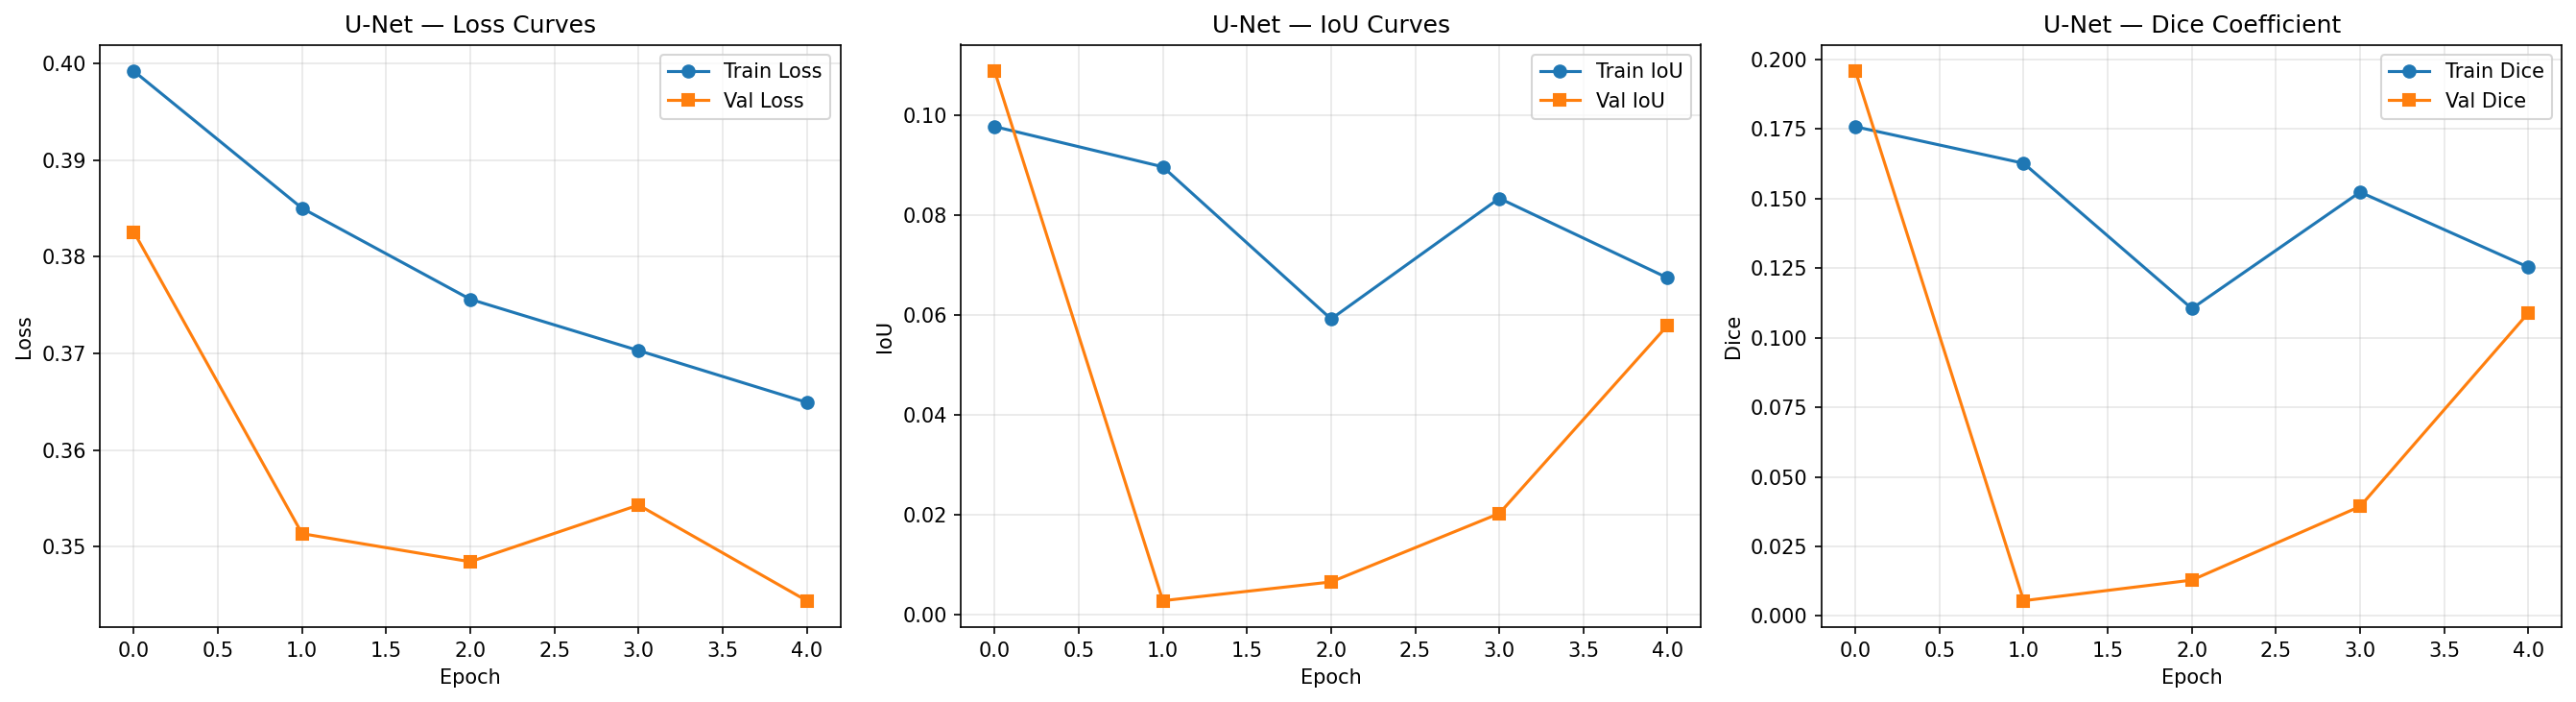 U-Net — Loss Curves
Train Loss
Val Loss
Loss
0.40
0.39
0.38
0.37
0.36
0.35
0.0 0.5 1.0 1.5 2.0 2.5 3.0 3.5 4.0
Epoch
U-Net — IoU Curves
Train IoU
Val IoU
IoU
0.10
0.08
0.06
0.04
0.02
0.00
0.0 0.5 1.0 1.5 2.0 2.5 3.0 3.5 4.0
Epoch
U-Net — Dice Coefficient
Train Dice
Val Dice
Dice
0.200
0.175
0.150
0.125
0.100
0.075
0.050
0.025
0.000
0.0 0.5 1.0 1.5 2.0 2.5 3.0 3.5 4.0
Epoch